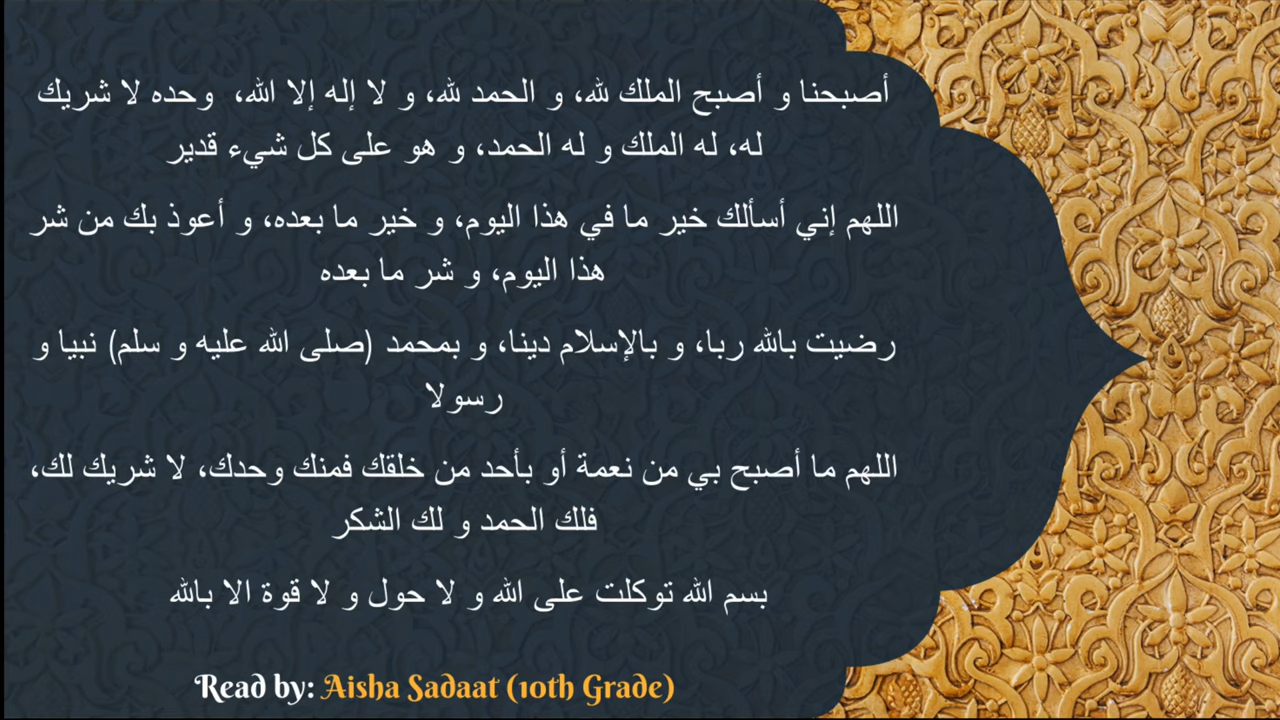 أصبحنا و أصبح الملك لله، و الحمد لله، و لا إله إلا الله، وحده لا شريك
له، له الملك و له الحمد، و هو على كل شيء قدير
اللهم إني أسألك خير ما في هذا اليوم، و خير ما بعده، و أعوذ بك من شر
هذا اليوم، و شر ما بعده
رضيت بالله ربا، و بالإسلام دينا، و بمحمد (صلى الله عليه و سلم) نبيا و
رسولا
اللهم ما أصبح بي من نعمة أو بأحد من خلقك فمنك وحدك، لا شريك لك،
فلك الحمد و لك الشكر
بسم الله توكلت على الله و لا حول و لا قوة الا بالله
Read by: Aisha Sadaat (10th Grade)